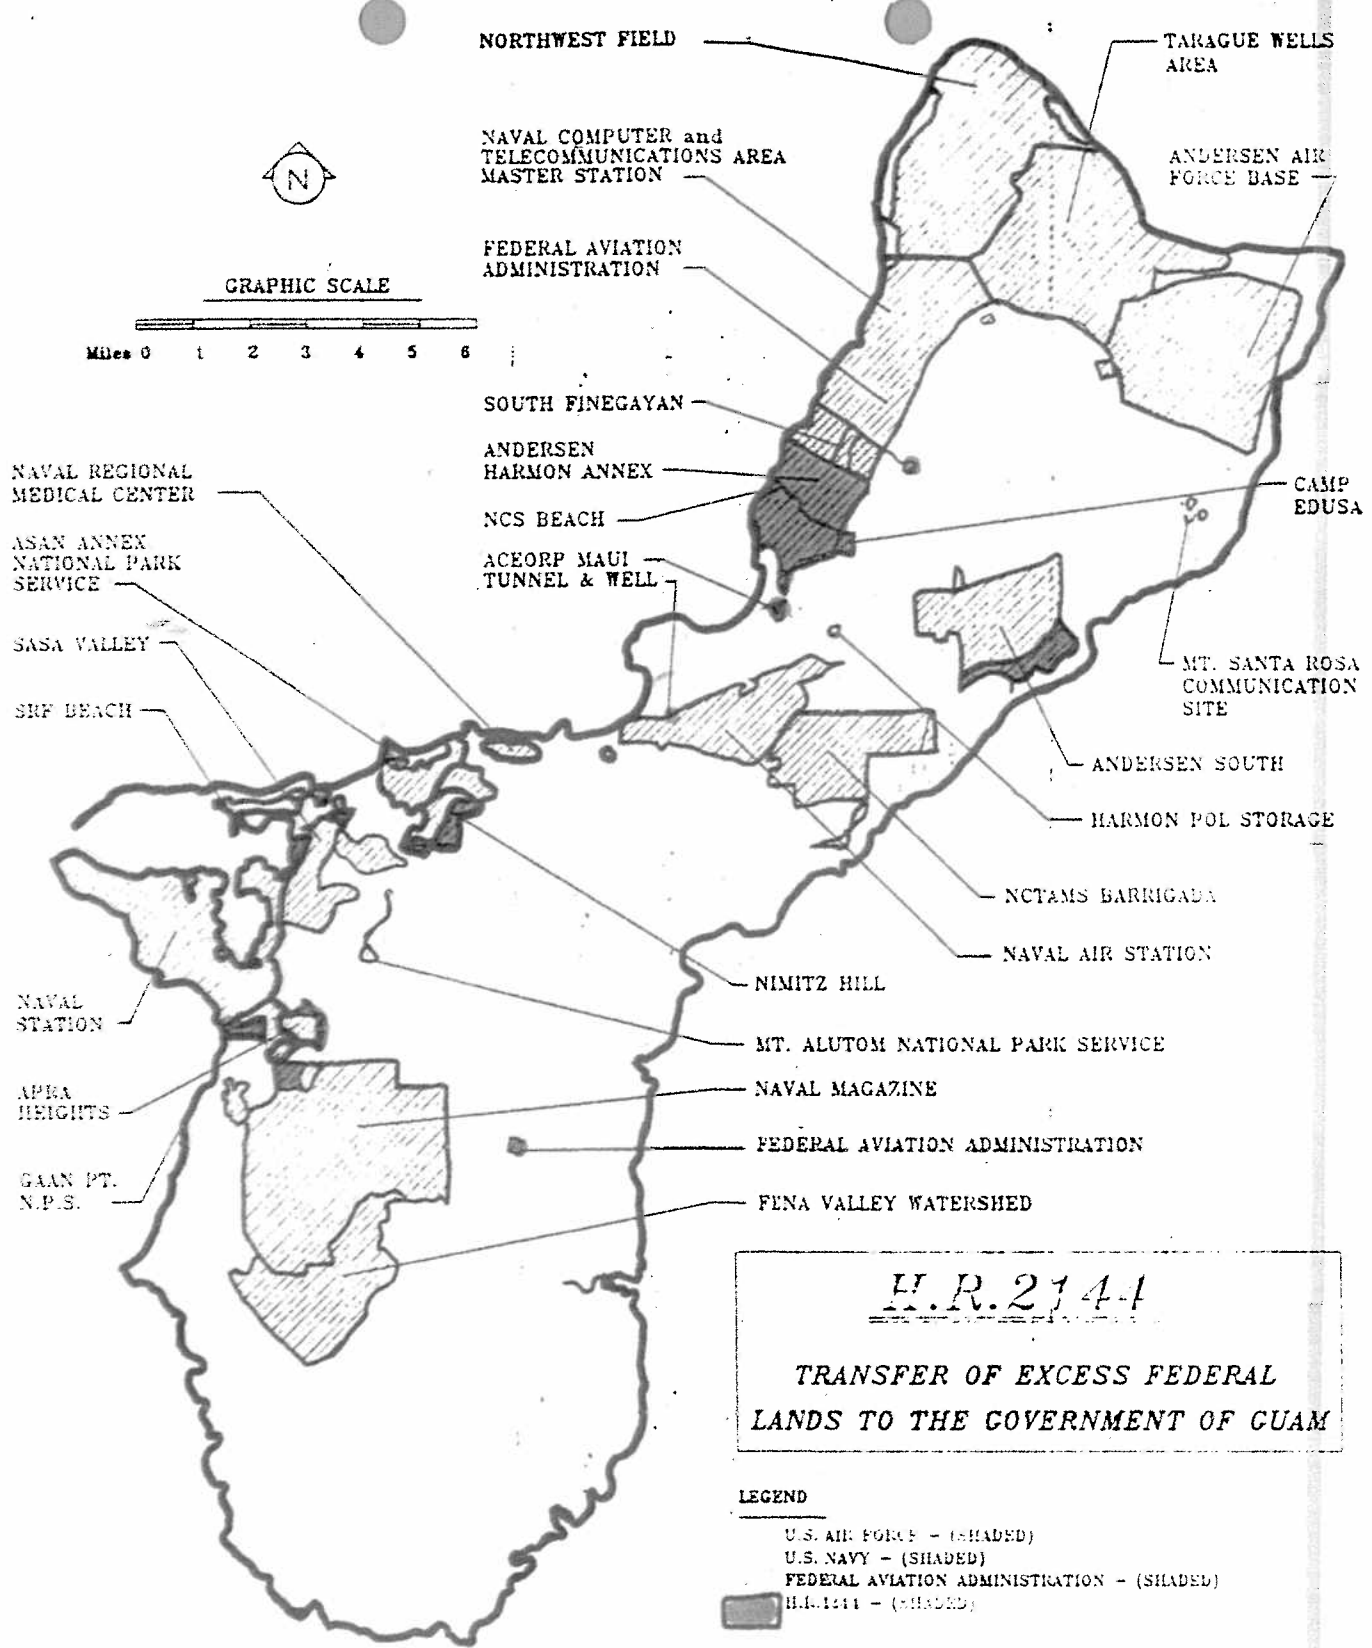 NORTHWEST FIELD
TARAGUE WELLS
AREA
NAVAL COMPUTER and
TELECOMMUNICATIONS AREA
MASTER STATION
ANDERSEN AIR
FORCE BASE
N
FEDERAL AVIATION
ADMINISTRATION
GRAPHIC SCALE
Miles 0 1 2 3 4 5 6
SOUTH FINEGAYAN
ANDERSEN
HARMON ANNEX
NAVAL REGIONAL
MEDICAL CENTER
NCS BEACH
CAMP
EDUSA
ASAN ANNEX
NATIONAL PARK
SERVICE
ACEORP MAUI
TUNNEL & WELL
SASA VALLEY
MT. SANTA ROSA
COMMUNICATION
SITE
SRF BEACH
ANDERSEN SOUTH
HARMON POL STORAGE
NCTAMS BARRIGADA
NAVAL AIR STATION
NIMITZ HILL
NAVAL
STATION
MT. ALUTOM NATIONAL PARK SERVICE
NAVAL MAGAZINE
APRA
HEIGHTS
FEDERAL AVIATION ADMINISTRATION
GAAN PT.
N.P.S.
FENA VALLEY WATERSHED
H.R.2144
TRANSFER OF EXCESS FEDERAL
LANDS TO THE GOVERNMENT OF GUAM
LEGEND
U.S. AIR FORCE - (SHADED)
U.S. NAVY - (SHADED)
FEDERAL AVIATION ADMINISTRATION - (SHADED)
- (SHADED)